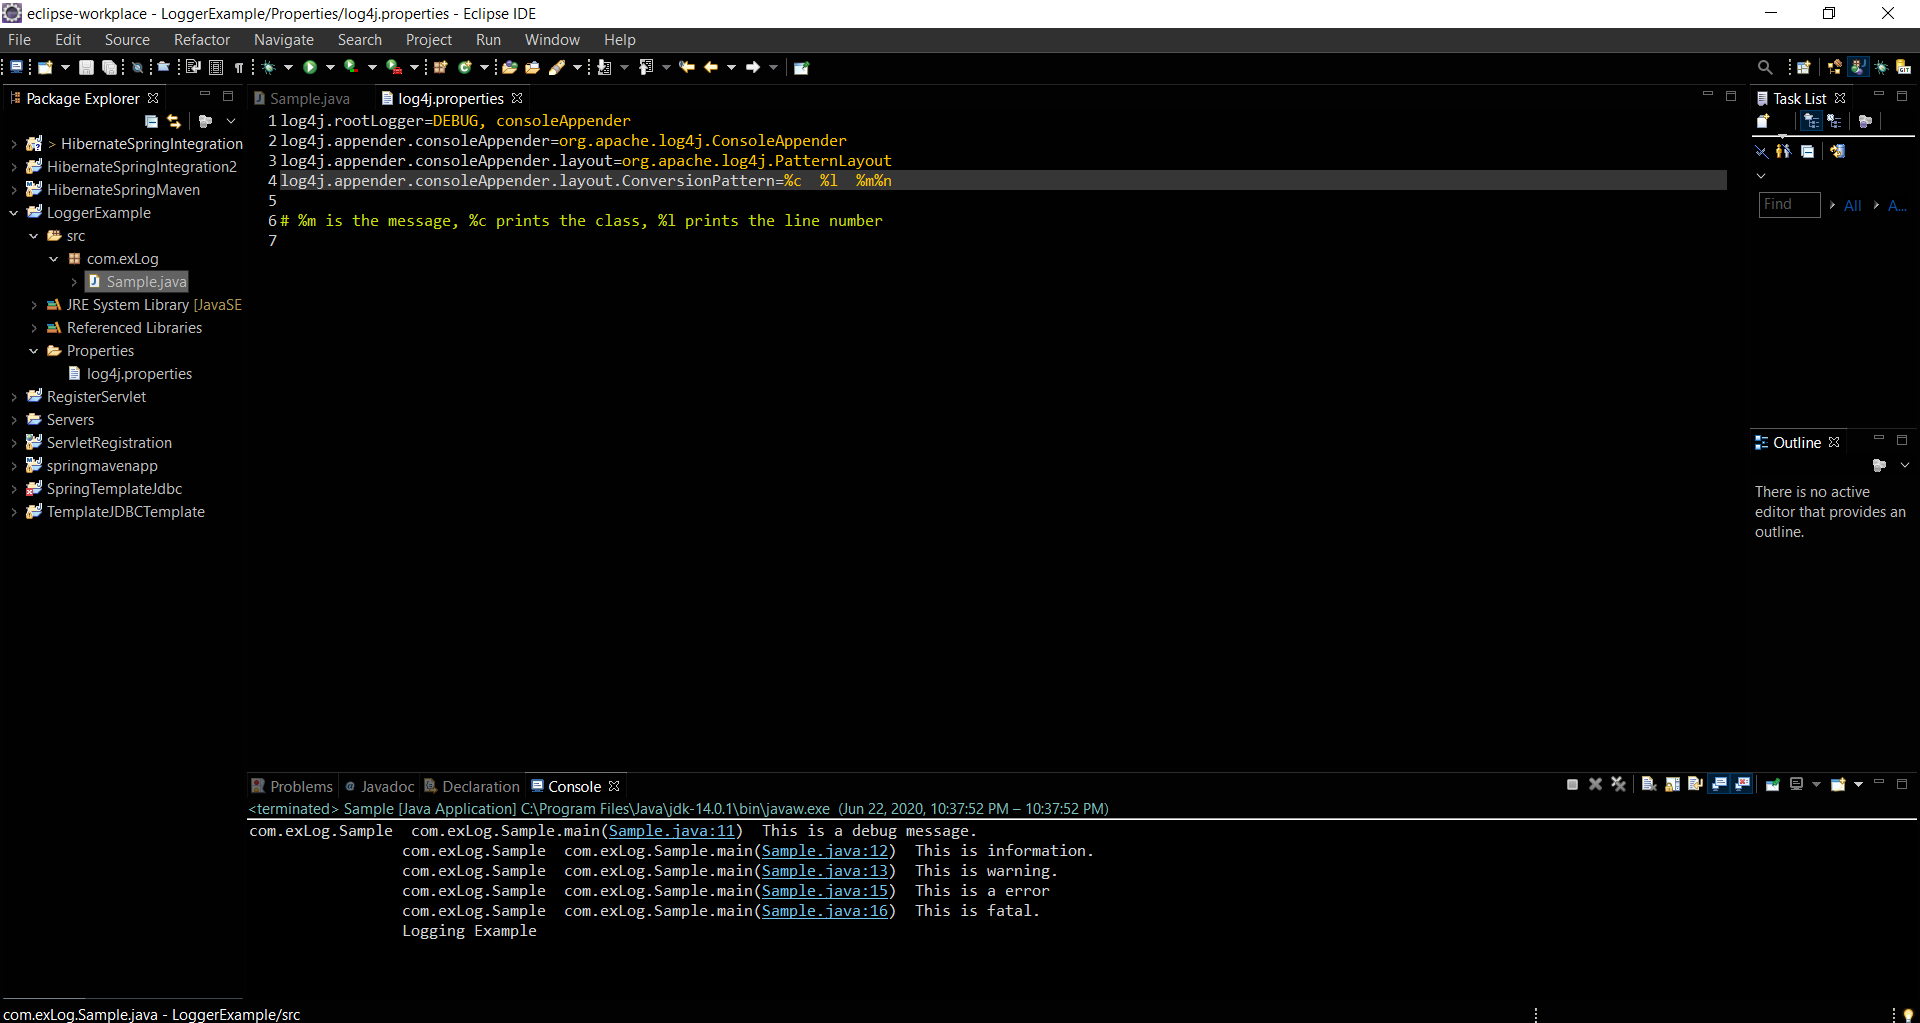 eclipse-workplace - LoggerExample/Properties/log4j.properties - Eclipse IDE
File Edit Source Refactor Navigate Search Project Run Window Help
Package Explorer
> HibernateSpringIntegration
HibernateSpringIntegration2
HibernateSpringMaven
LoggerExample
src
com.exLog
Sample.java
JRE System Library [JavaSE
Referenced Libraries
Properties
log4j.properties
RegisterServlet
Servers
ServletRegistration
springmavenapp
SpringTemplateJdbc
TemplateJDBCTemplate
Sample.java log4j.properties
1 log4j.rootLogger=DEBUG, consoleAppender
2 log4j.appender.consoleAppender=org.apache.log4j.ConsoleAppender
3 log4j.appender.consoleAppender.layout=org.apache.log4j.PatternLayout
4 log4j.appender.consoleAppender.layout.ConversionPattern=%c  %l  %m%n
5
6 # %m is the message, %c prints the class, %l prints the line number
7
Task List
Find All A...
Outline
There is no active
editor that provides an
outline.
Problems Javadoc Declaration Console
<terminated> Sample [Java Application] C:\Program Files\Java\jdk-14.0.1\bin\javaw.exe (Jun 22, 2020, 10:37:52 PM – 10:37:52 PM)
com.exLog.Sample  com.exLog.Sample.main(Sample.java:11)  This is a debug message.
com.exLog.Sample  com.exLog.Sample.main(Sample.java:12)  This is information.
com.exLog.Sample  com.exLog.Sample.main(Sample.java:13)  This is warning.
com.exLog.Sample  com.exLog.Sample.main(Sample.java:15)  This is a error
com.exLog.Sample  com.exLog.Sample.main(Sample.java:16)  This is fatal.
Logging Example
com.exLog.Sample.java - LoggerExample/src